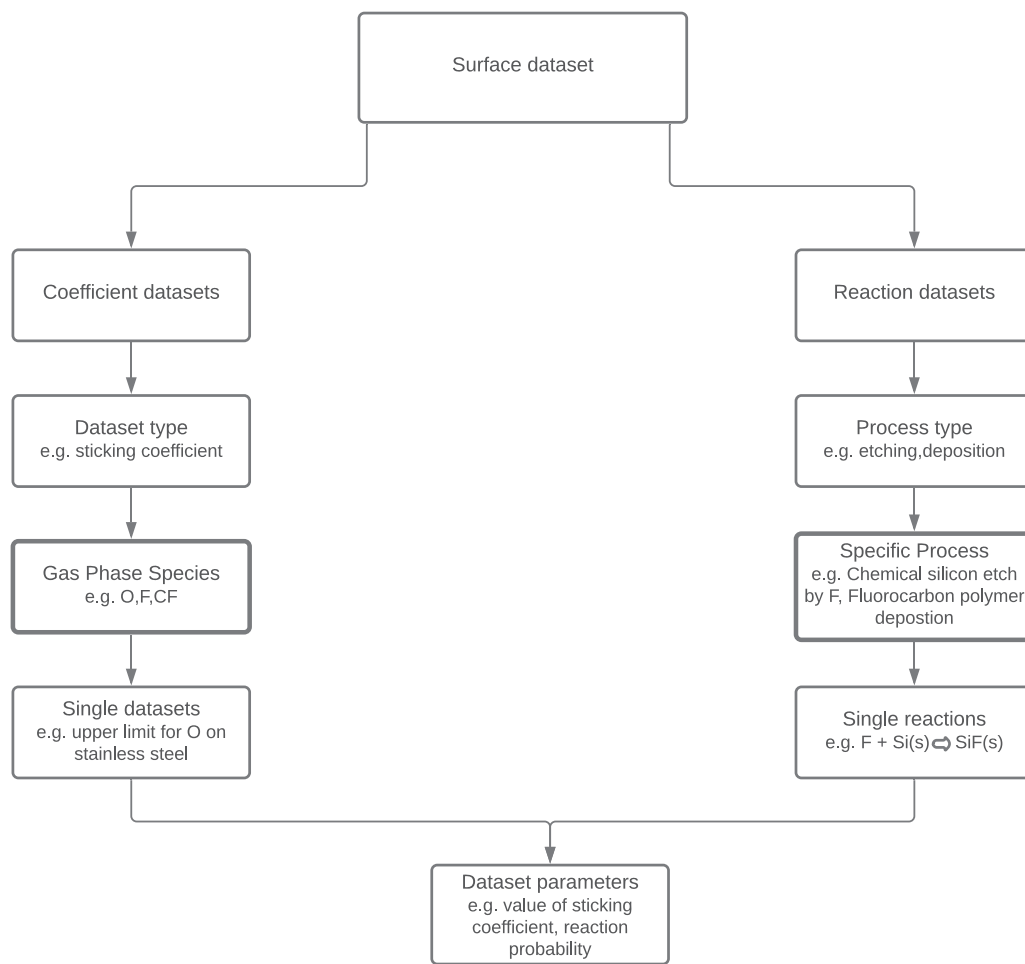 Surface dataset
Coefficient datasets
Reaction datasets
Dataset type
e.g. sticking coefficient
Process type
e.g. etching,deposition
Gas Phase Species
e.g. O,F,CF
Specific Process
e.g. Chemical silicon etch
by F, Fluorocarbon polymer
depostion
Single datasets
e.g. upper limit for O on
stainless steel
Single reactions
e.g. F + Si(s) ⇨ SiF(s)
Dataset parameters
e.g. value of sticking
coefficient, reaction
probability